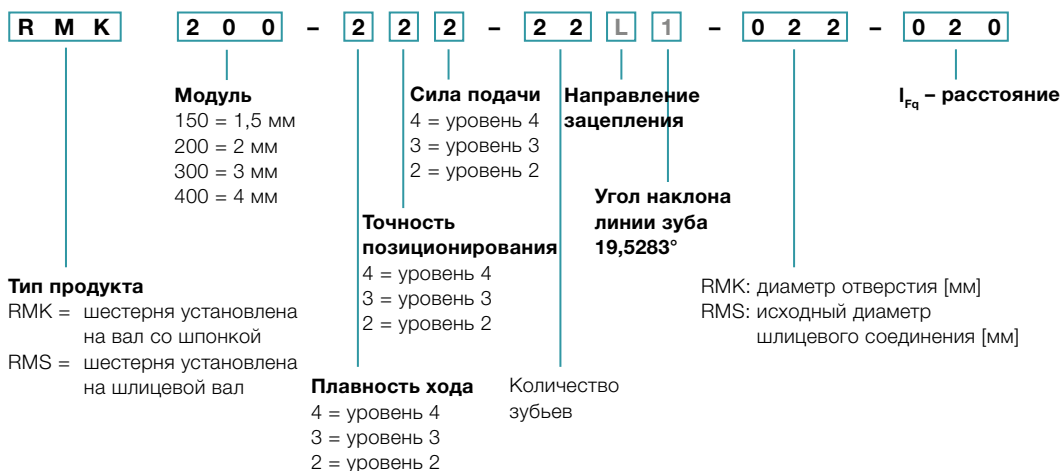 R M K 2 0 0 – 2 2 2 – 2 2 L 1 – 0 2 2 – 0 2 0
Модуль
150 = 1,5 мм
200 = 2 мм
300 = 3 мм
400 = 4 мм
Сила подачи
4 = уровень 4
3 = уровень 3
2 = уровень 2
Направление
зацепления
l_Fq – расстояние
Угол наклона
линии зуба
19,5283°
Точность
позиционирования
4 = уровень 4
3 = уровень 3
2 = уровень 2
Тип продукта
RMK = шестерня установлена
на вал со шпонкой
RMS = шестерня установлена
на шлицевой вал
RMK: диаметр отверстия [мм]
RMS: исходный диаметр
шлицевого соединения [мм]
Плавность хода
4 = уровень 4
3 = уровень 3
2 = уровень 2
Количество
зубьев